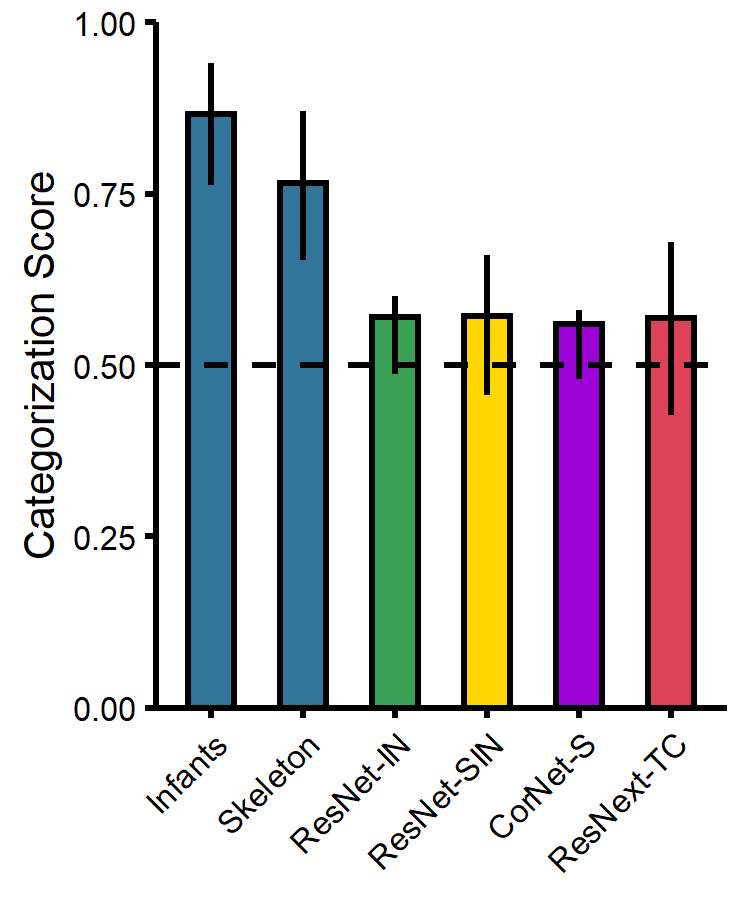 Categorization Score
1.00
0.75
0.50
0.25
0.00
Infants
Skeleton
ResNet-IN
ResNet-SIN
CorNet-S
ResNext-TC